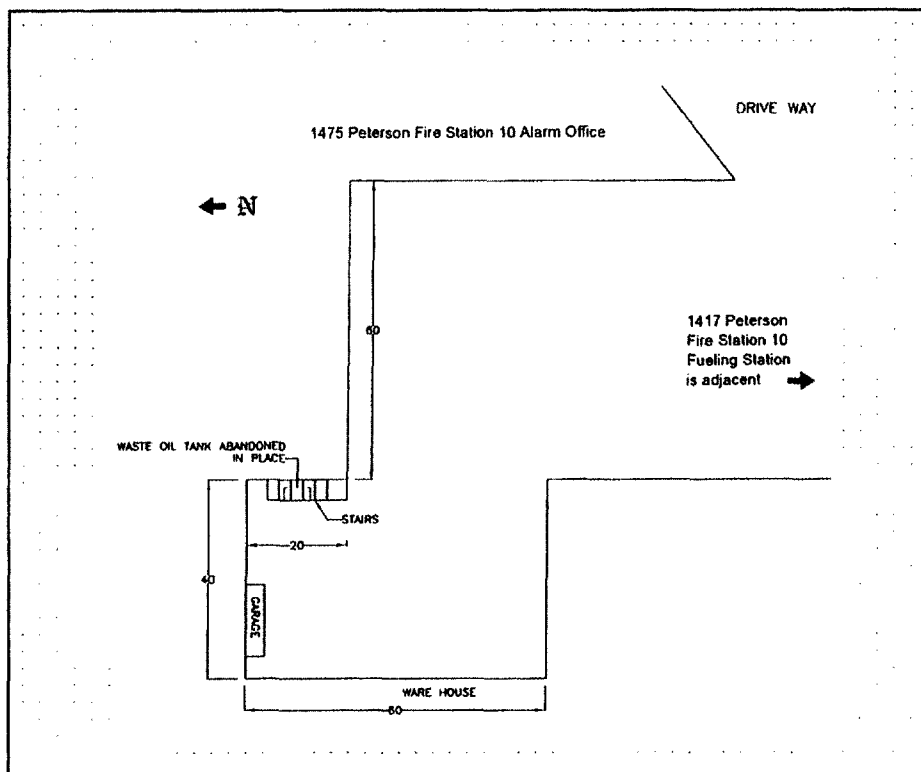 DRIVE WAY
1475 Peterson Fire Station 10 Alarm Office
N
60
1417 Peterson
Fire Station 10
Fueling Station
is adjacent
WASTE OIL TANK ABANDONED
IN PLACE
STAIRS
20
40
GARAGE
WARE HOUSE
60